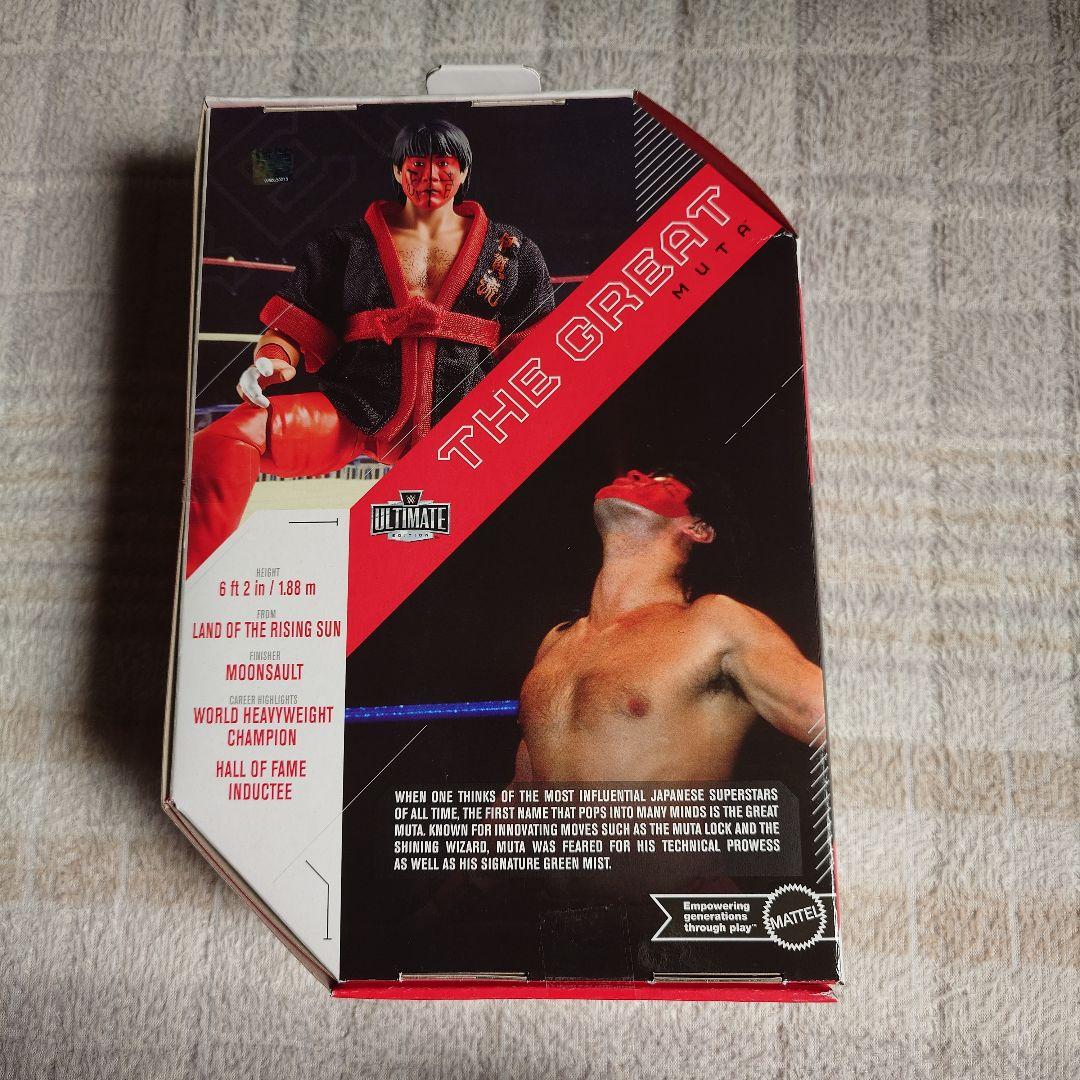 THE GREAT
MUTA™
W
ULTIMATE
EDITION
HEIGHT
6 ft 2 in / 1.88 m
FROM
LAND OF THE RISING SUN
FINISHER
MOONSAULT
CAREER HIGHLIGHTS
WORLD HEAVYWEIGHT
CHAMPION
HALL OF FAME
INDUCTEE
WHEN ONE THINKS OF THE MOST INFLUENTIAL JAPANESE SUPERSTARS
OF ALL TIME, THE FIRST NAME THAT POPS INTO MANY MINDS IS THE GREAT
MUTA. KNOWN FOR INNOVATING MOVES SUCH AS THE MUTA LOCK AND THE
SHINING WIZARD, MUTA WAS FEARED FOR HIS TECHNICAL PROWESS
AS WELL AS HIS SIGNATURE GREEN MIST.
Empowering
generations
through play™
MATTEL